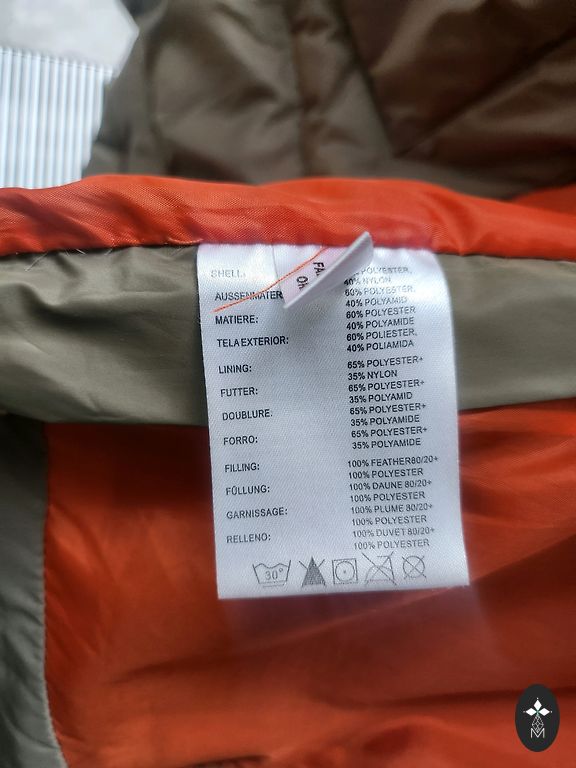 SHELL: POLYESTER,
40% NYLON
AUSSENMATER 60% POLYESTER,
40% POLYAMID
MATIERE: 60% POLYESTER
40% POLYAMIDE
TELA EXTERIOR: 60% POLIESTER,
40% POLIAMIDA
LINING: 65% POLYESTER+
35% NYLON
FUTTER: 65% POLYESTER+
35% POLYAMID
DOUBLURE. 65% POLYESTER+
35% POLYAMIDE
FORRO: 65% POLYESTER+
35% POLYAMIDE
FILLING: 100% FEATHER80/20+
100% POLYESTER
FÜLLUNG: 100% DAUNE 80/20+
100% POLYESTER
GARNISSAGE: 100% PLUME 80/20+
100% POLYESTER
RELLENO: 100% DUVET 80/20+
100% POLYESTER
30°
M